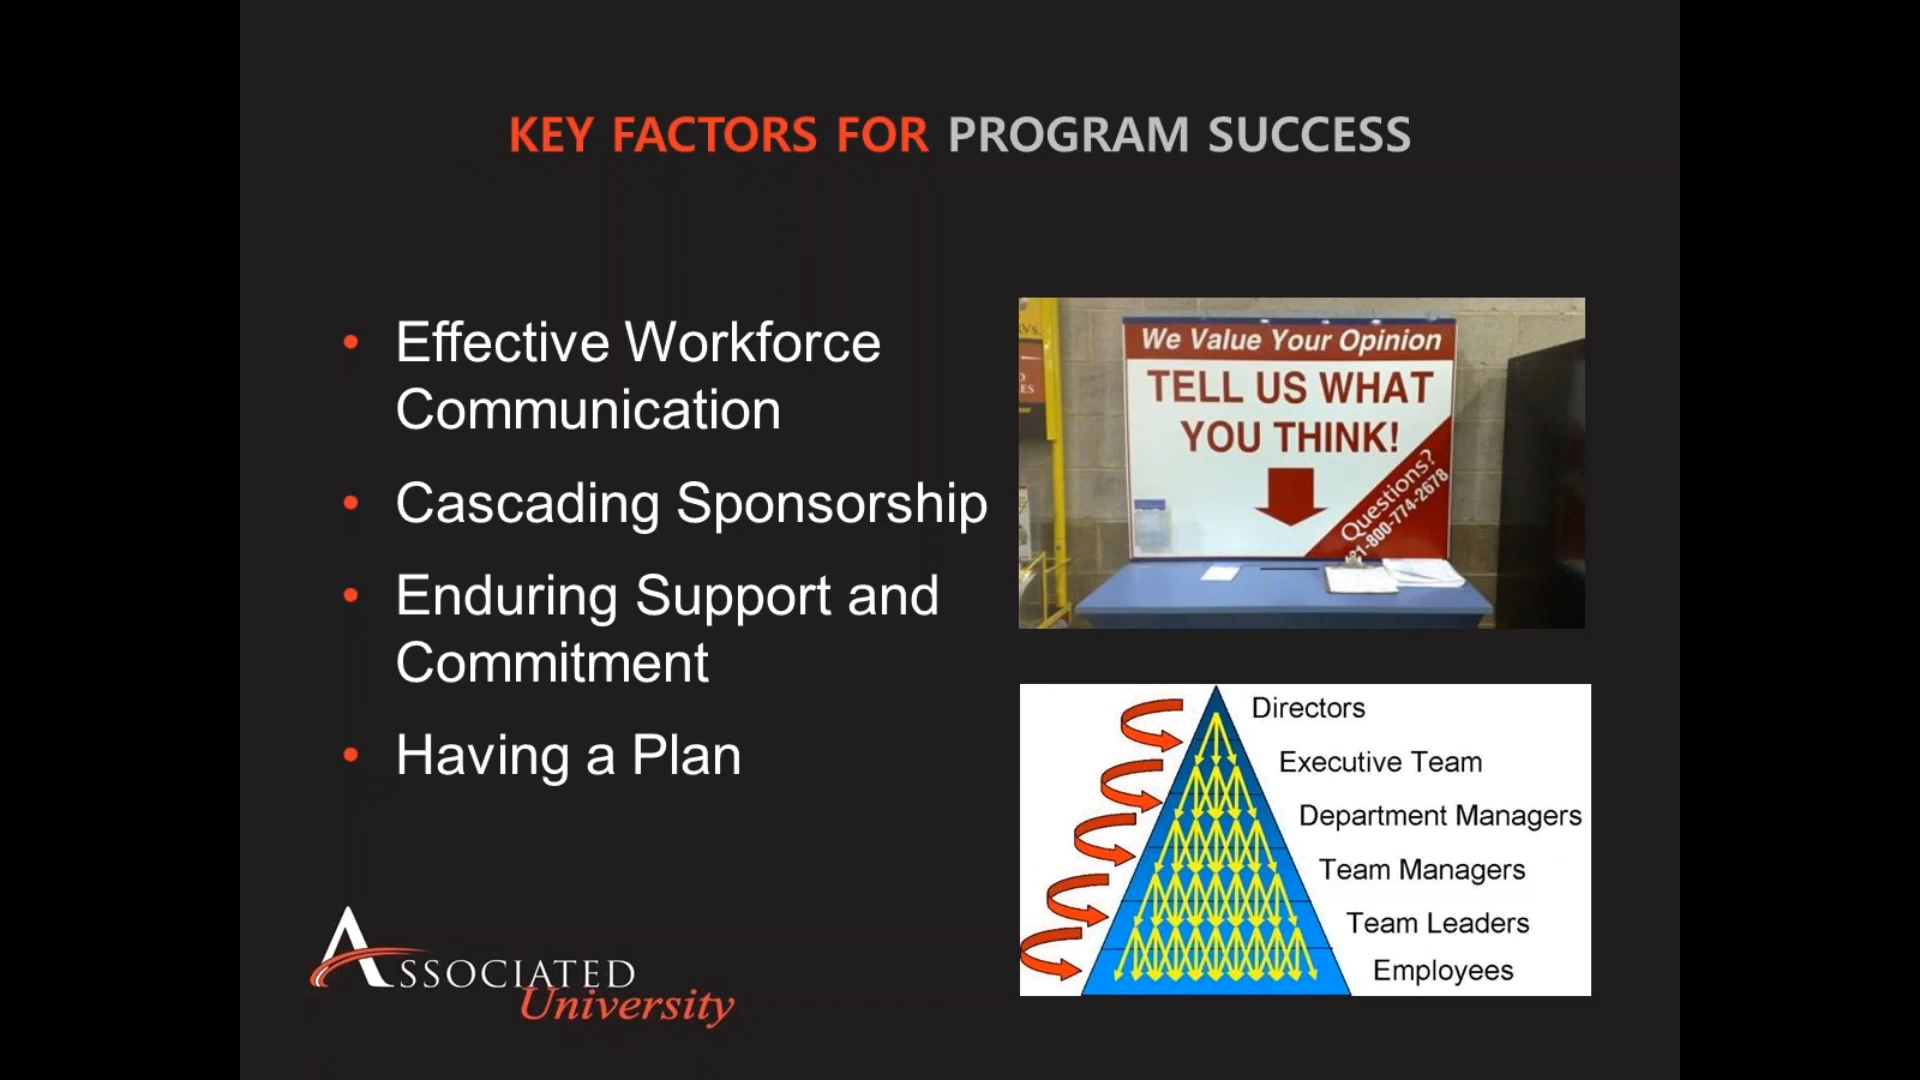 KEY FACTORS FOR PROGRAM SUCCESS
• Effective Workforce
Communication
• Cascading Sponsorship
• Enduring Support and
Commitment
• Having a Plan
We Value Your Opinion
TELL US WHAT
YOU THINK!
Questions?
1-800-774-2678
Directors
Executive Team
Department Managers
Team Managers
Team Leaders
Employees
ASSOCIATED
University